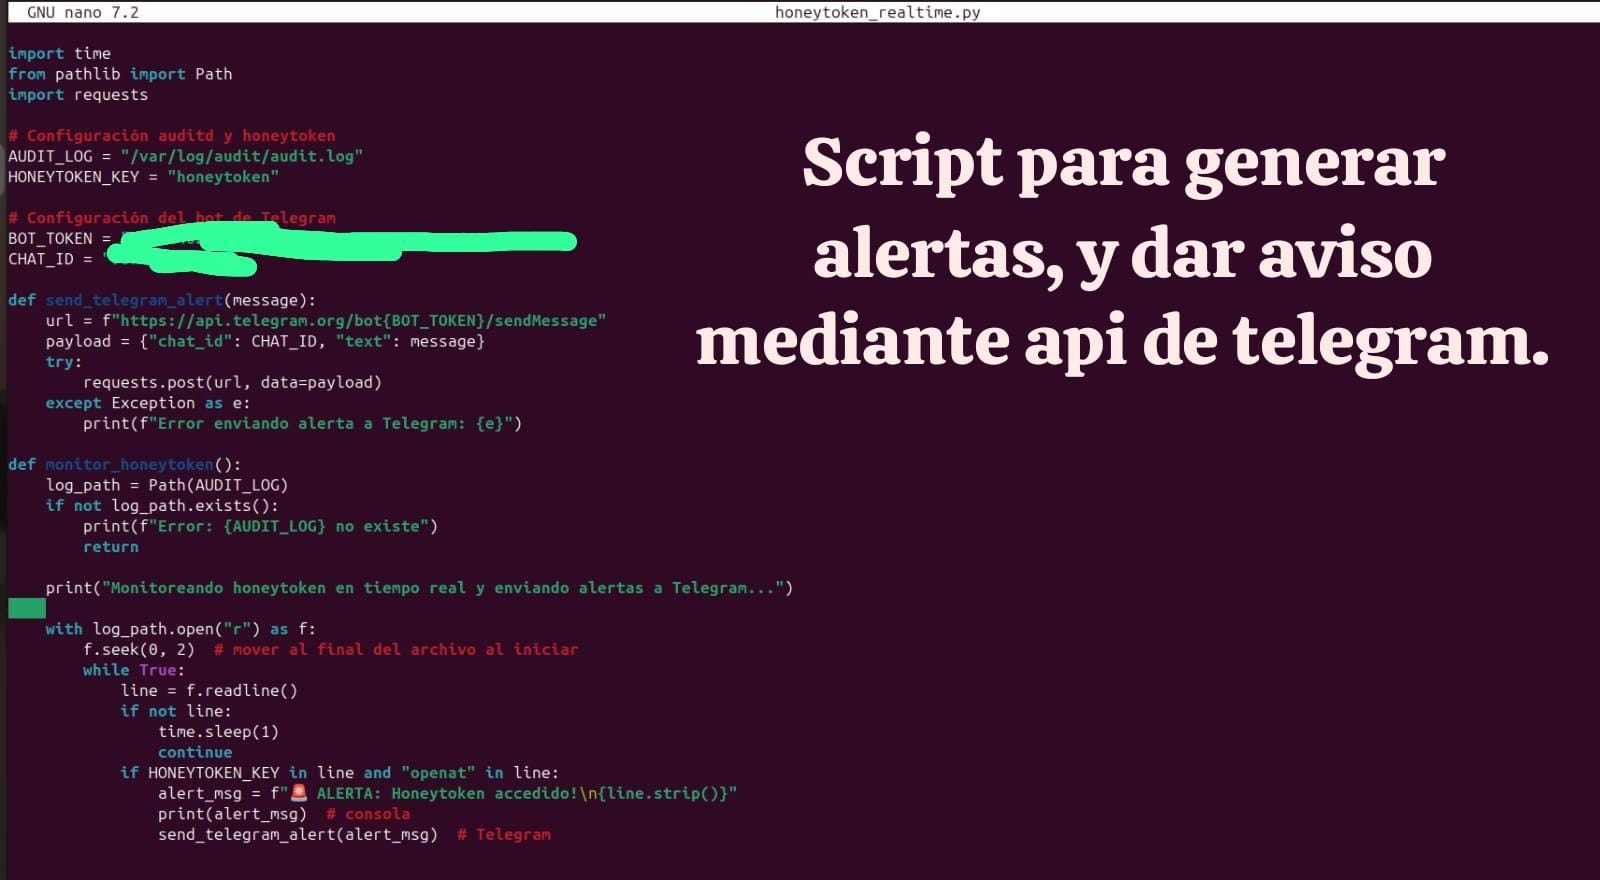 GNU nano 7.2
honeytoken_realtime.py
import time
from pathlib import Path
import requests
# Configuración auditd y honeytoken
AUDIT_LOG = "/var/log/audit/audit.log"
HONEYTOKEN_KEY = "honeytoken"
# Configuración del bot de Telegram
BOT_TOKEN =
CHAT_ID = "
def send_telegram_alert(message):
    url = f"https://api.telegram.org/bot{BOT_TOKEN}/sendMessage"
    payload = {"chat_id": CHAT_ID, "text": message}
    try:
        requests.post(url, data=payload)
    except Exception as e:
        print(f"Error enviando alerta a Telegram: {e}")
def monitor_honeytoken():
    log_path = Path(AUDIT_LOG)
    if not log_path.exists():
        print(f"Error: {AUDIT_LOG} no existe")
        return
    print("Monitoreando honeytoken en tiempo real y enviando alertas a Telegram...")
    with log_path.open("r") as f:
        f.seek(0, 2)  # mover al final del archivo al iniciar
        while True:
            line = f.readline()
            if not line:
                time.sleep(1)
                continue
            if HONEYTOKEN_KEY in line and "openat" in line:
                alert_msg = f"🚨 ALERTA: Honeytoken accedido!\n{line.strip()}"
                print(alert_msg)  # consola
                send_telegram_alert(alert_msg)  # Telegram
Script para generar
alertas, y dar aviso
mediante api de telegram.